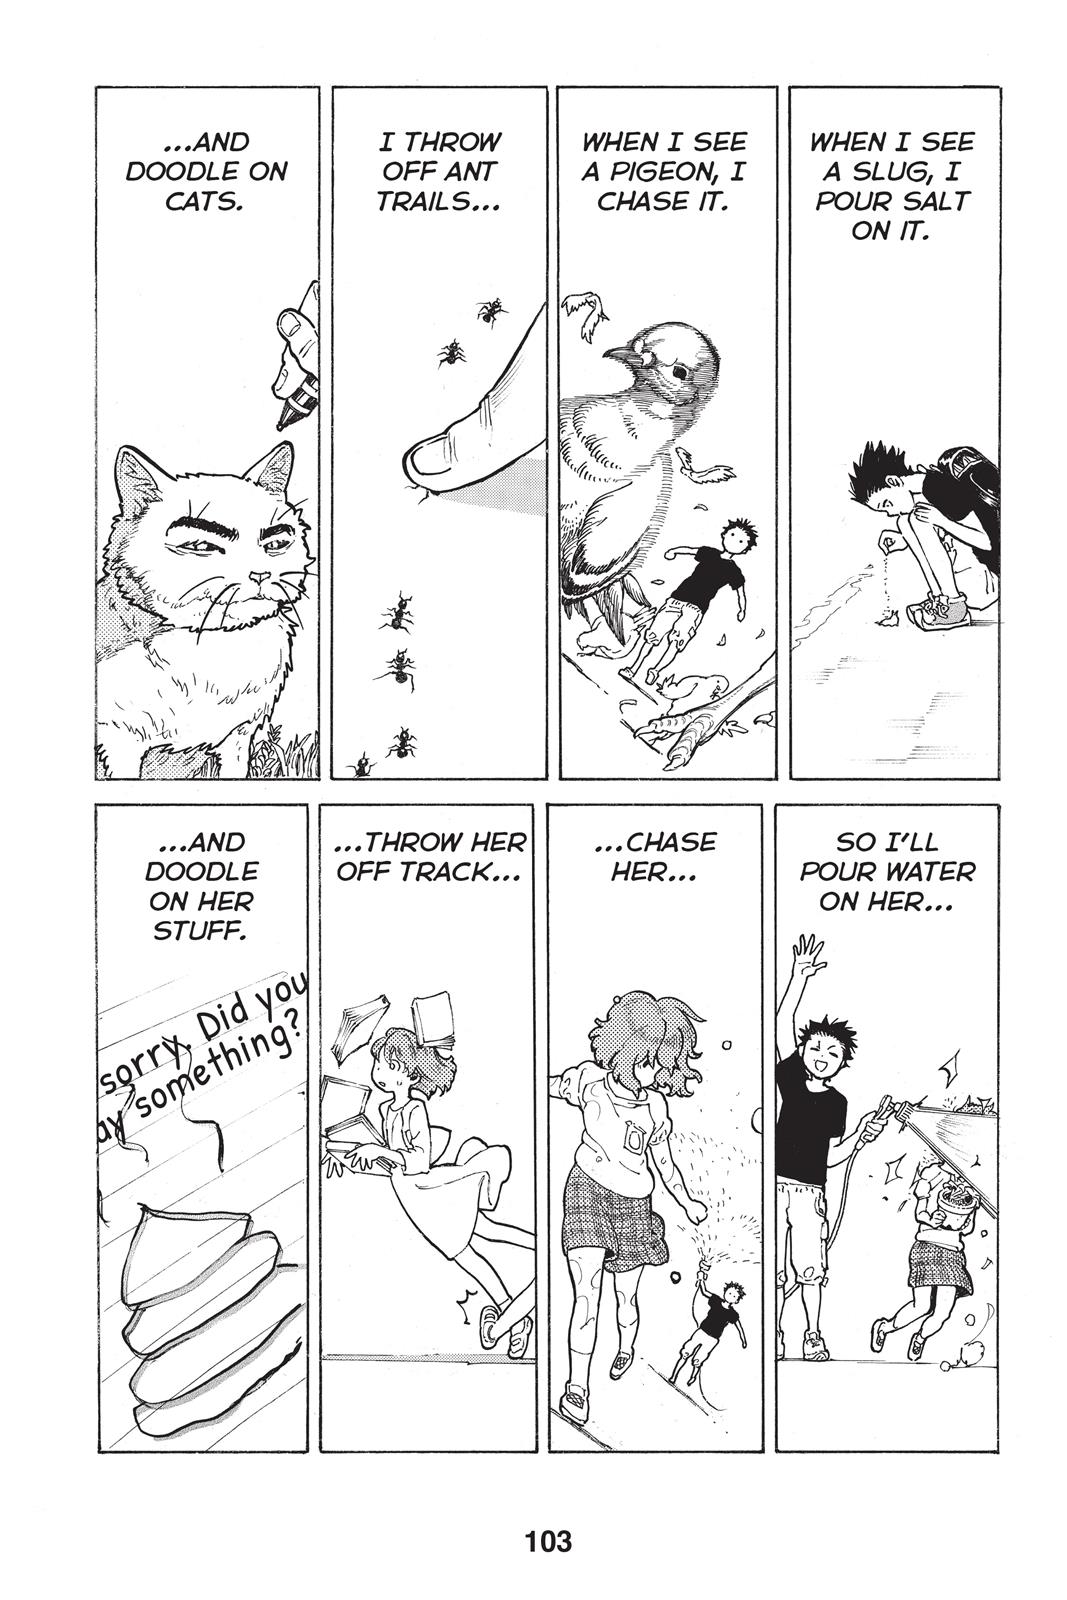 WHEN I SEE
A SLUG, I
POUR SALT
ON IT.
WHEN I SEE
A PIGEON, I
CHASE IT.
I THROW
OFF ANT
TRAILS...
...AND
DOODLE ON
CATS.
SO I'LL
POUR WATER
ON HER...
...CHASE
HER...
...THROW HER
OFF TRACK...
...AND
DOODLE
ON HER
STUFF.
sorry. Did you
ay something?
103